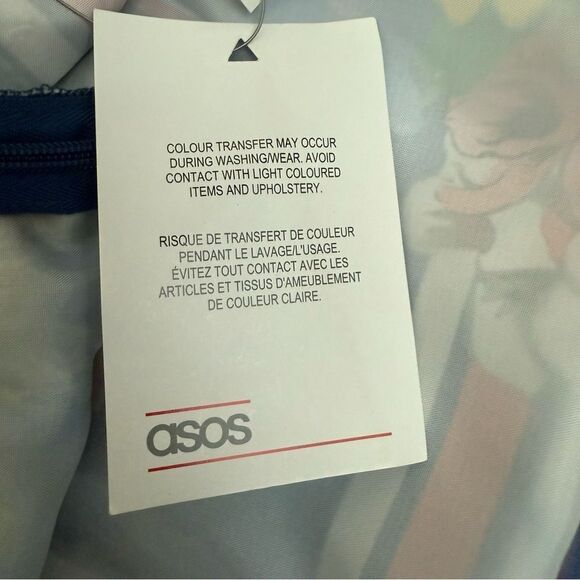 COLOUR TRANSFER MAY OCCUR
DURING WASHING/WEAR. AVOID
CONTACT WITH LIGHT COLOURED
ITEMS AND UPHOLSTERY.
RISQUE DE TRANSFERT DE COULEUR
PENDANT LE LAVAGE/L'USAGE.
ÉVITEZ TOUT CONTACT AVEC LES
ARTICLES ET TISSUS D'AMEUBLEMENT
DE COULEUR CLAIRE.
asos